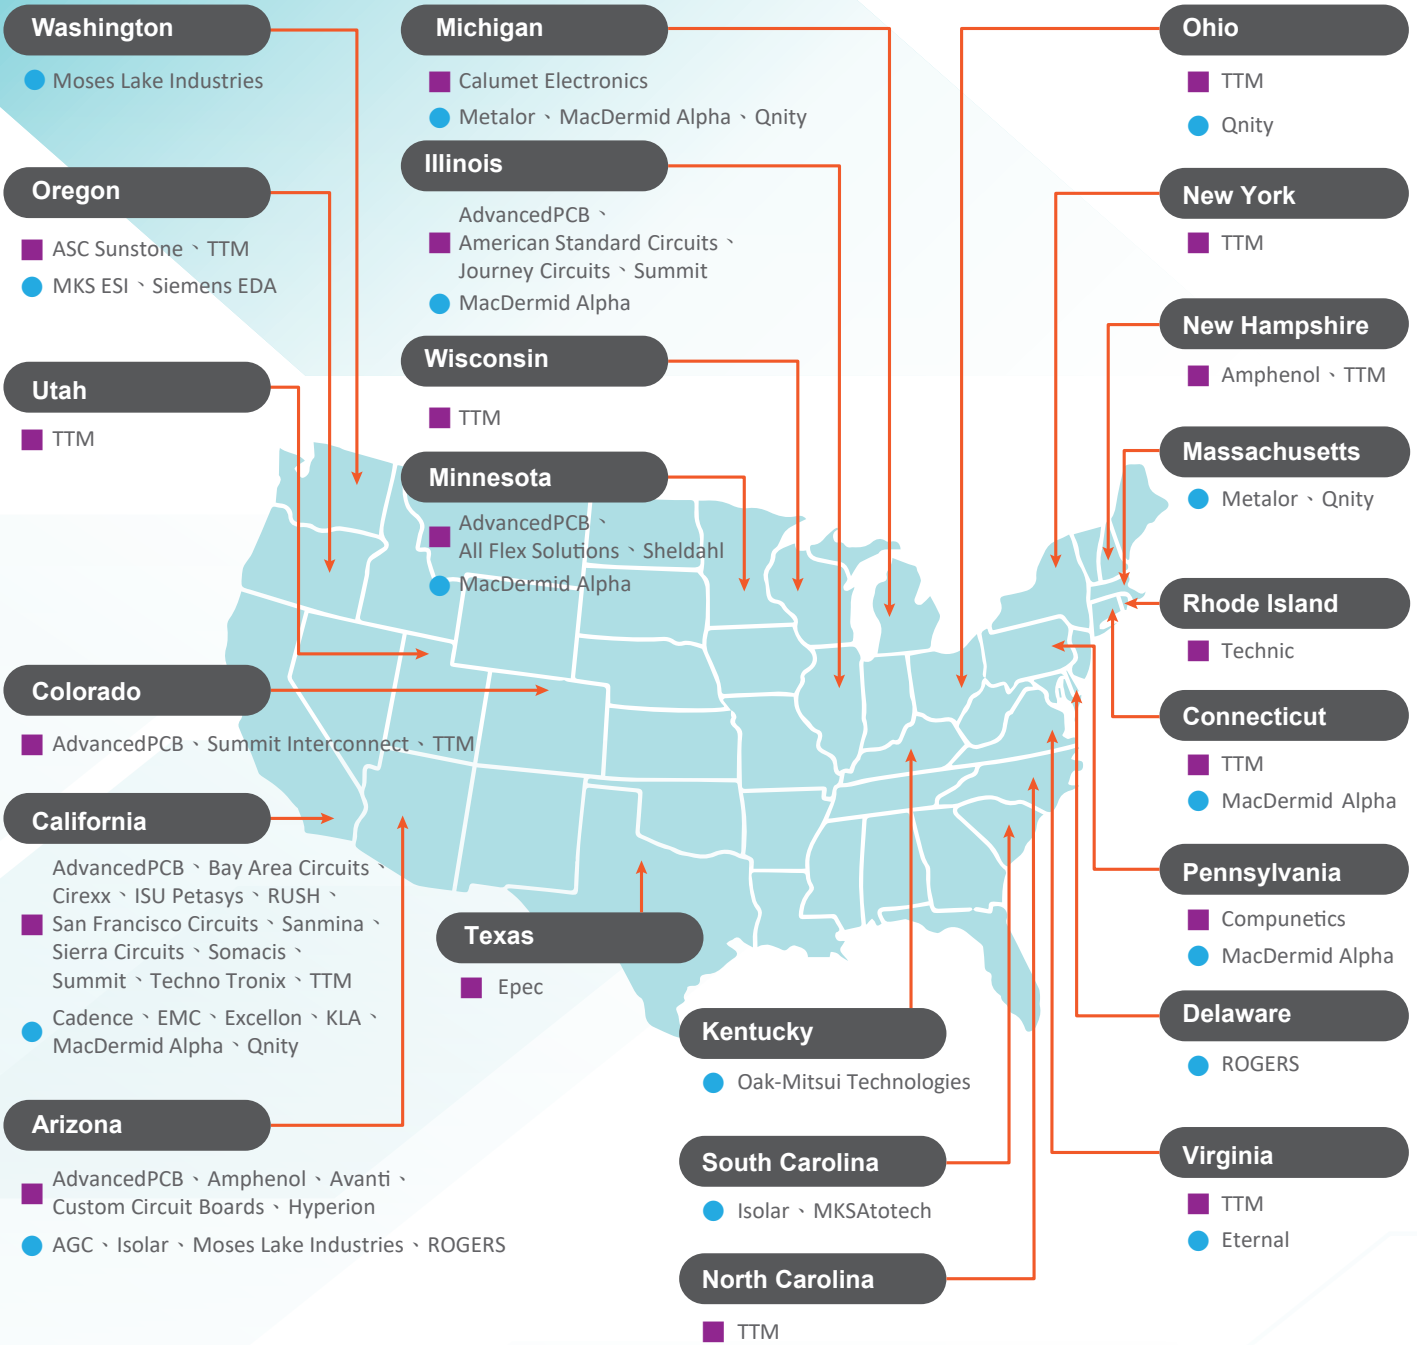 Washington
Moses Lake Industries
Oregon
ASC Sunstone、TTM
MKS ESI、Siemens EDA
Utah
TTM
Colorado
AdvancedPCB、Summit Interconnect、TTM
California
AdvancedPCB、Bay Area Circuits、
Cirexx、ISU Petasys、RUSH、
San Francisco Circuits、Sanmina、
Sierra Circuits、Somacis、
Summit、Techno Tronix、TTM
Cadence、EMC、Excellon、KLA、
MacDermid Alpha、Qnity
Arizona
AdvancedPCB、Amphenol、Avanti、
Custom Circuit Boards、Hyperion
AGC、Isolar、Moses Lake Industries、ROGERS
Michigan
Calumet Electronics
Metalor、MacDermid Alpha、Qnity
Illinois
AdvancedPCB、
American Standard Circuits、
Journey Circuits、Summit
MacDermid Alpha
Wisconsin
TTM
Minnesota
AdvancedPCB、
All Flex Solutions、Sheldahl
MacDermid Alpha
Texas
Epec
Kentucky
Oak-Mitsui Technologies
South Carolina
Isolar、MKSAtotech
North Carolina
TTM
Ohio
TTM
Qnity
New York
TTM
New Hampshire
Amphenol、TTM
Massachusetts
Metalor、Qnity
Rhode Island
Technic
Connecticut
TTM
MacDermid Alpha
Pennsylvania
Compunetics
MacDermid Alpha
Delaware
ROGERS
Virginia
TTM
Eternal